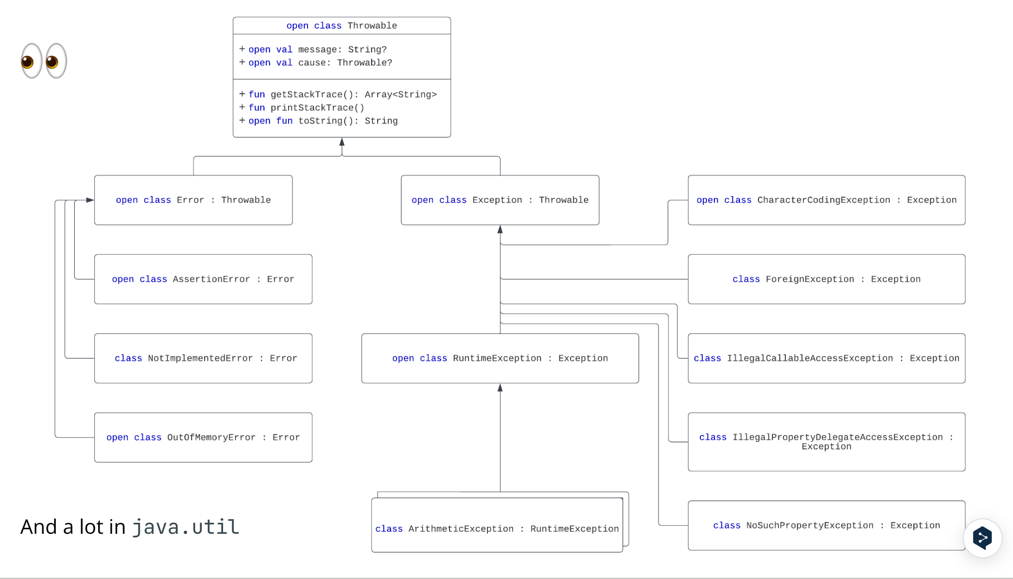 open class Throwable
+ open val message: String?
+ open val cause: Throwable?
+ fun getStackTrace(): Array<String>
+ fun printStackTrace()
+ open fun toString(): String
open class Error : Throwable
open class Exception : Throwable
open class CharacterCodingException : Exception
open class AssertionError : Error
class ForeignException : Exception
class NotImplementedError : Error
open class RuntimeException : Exception
class IllegalCallableAccessException : Exception
open class OutOfMemoryError : Error
class IllegalPropertyDelegateAccessException :
Exception
And a lot in java.util
class ArithmeticException : RuntimeException
class NoSuchPropertyException : Exception